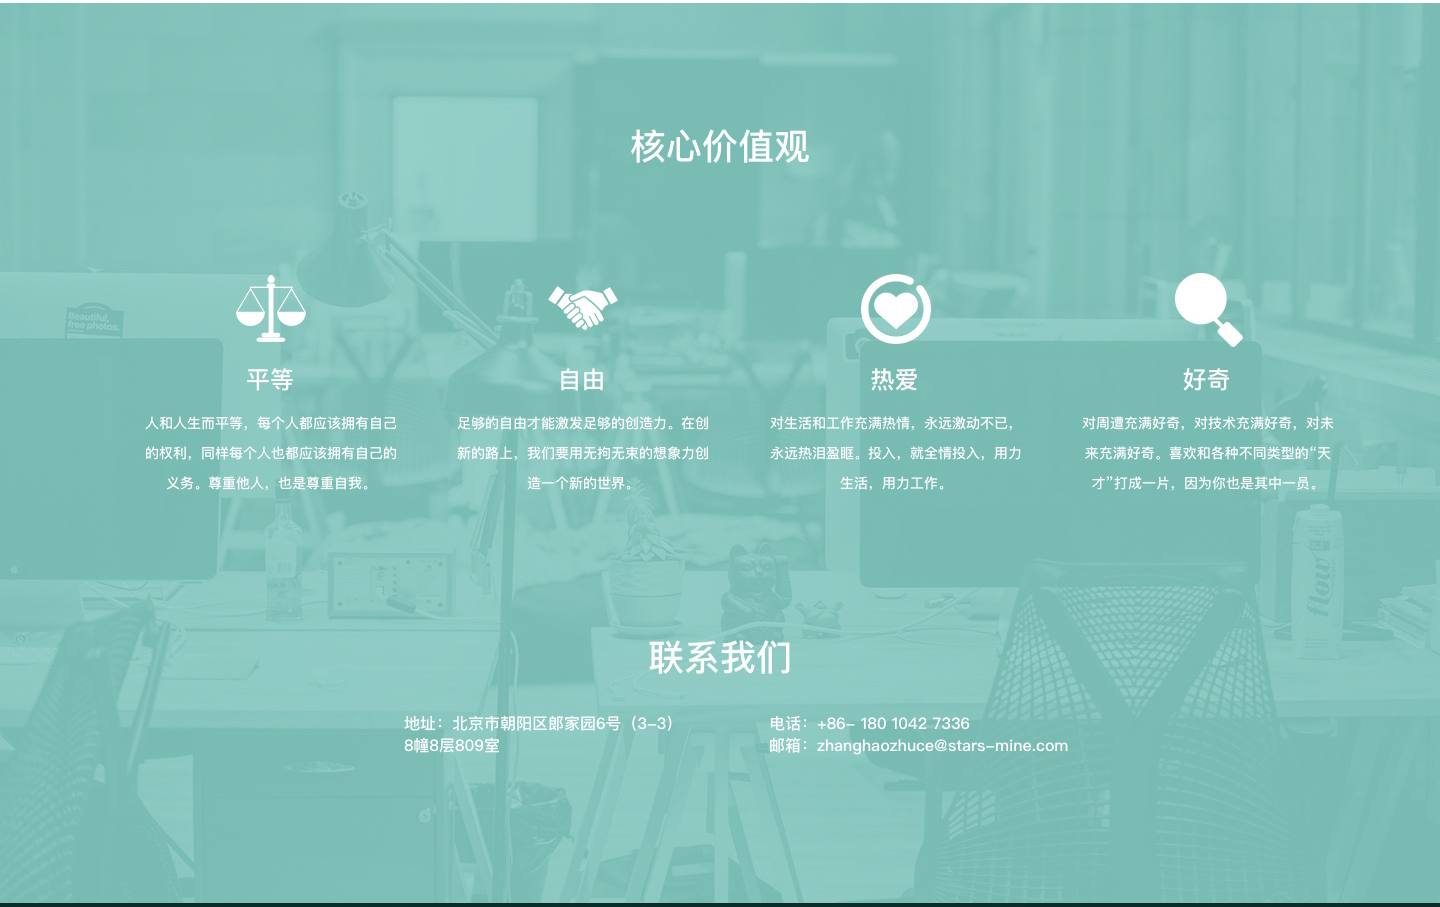 核心价值观
平等
人和人生而平等，每个人都应该拥有自己
的权利，同样每个人也都应该拥有自己的
义务。尊重他人，也是尊重自我。
自由
足够的自由才能激发足够的创造力。在创
新的路上，我们要用无拘无束的想象力创
造一个新的世界。
热爱
对生活和工作充满热情，永远激动不已，
永远热泪盈眶。投入，就全情投入，用力
生活，用力工作。
好奇
对周遭充满好奇，对技术充满好奇，对未
来充满好奇。喜欢和各种不同类型的“天
才”打成一片，因为你也是其中一员。
Beautiful,
free photos.
flow
联系我们
地址：北京市朝阳区郎家园6号（3-3）
8幢8层809室
电话：+86- 180 1042 7336
邮箱：zhanghaozhuce@stars-mine.com